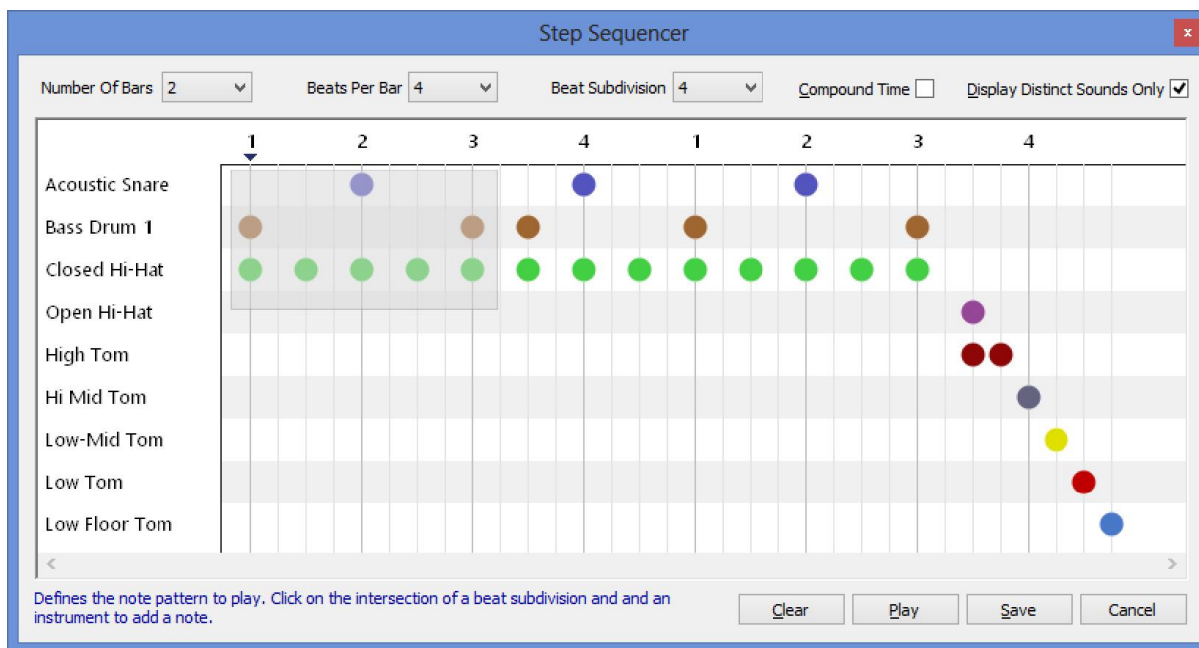 Step Sequencer
x
Number Of Bars 2 Beats Per Bar 4 Beat Subdivision 4 Compound Time Display Distinct Sounds Only
1 2 3 4 1 2 3 4
Acoustic Snare
Bass Drum 1
Closed Hi-Hat
Open Hi-Hat
High Tom
Hi Mid Tom
Low-Mid Tom
Low Tom
Low Floor Tom
Defines the note pattern to play. Click on the intersection of a beat subdivision and and an
instrument to add a note.
Clear Play Save Cancel